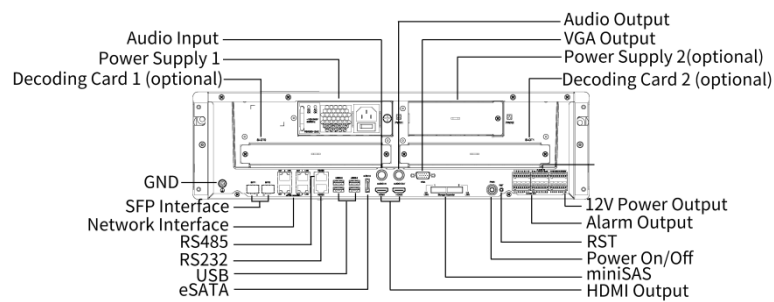 Audio Output
Audio Input
VGA Output
Power Supply 1
Power Supply 2(optional)
Decoding Card 1 (optional)
Decoding Card 2 (optional)
GND
SFP Interface
12V Power Output
Network Interface
Alarm Output
RS485
RST
RS232
Power On/Off
USB
miniSAS
eSATA
HDMI Output